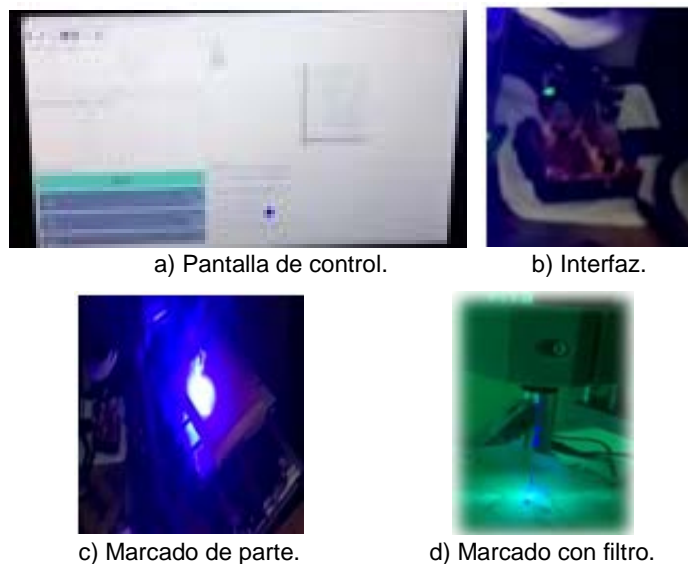 a) Pantalla de control.
b) Interfaz.
c) Marcado de parte.
d) Marcado con filtro.